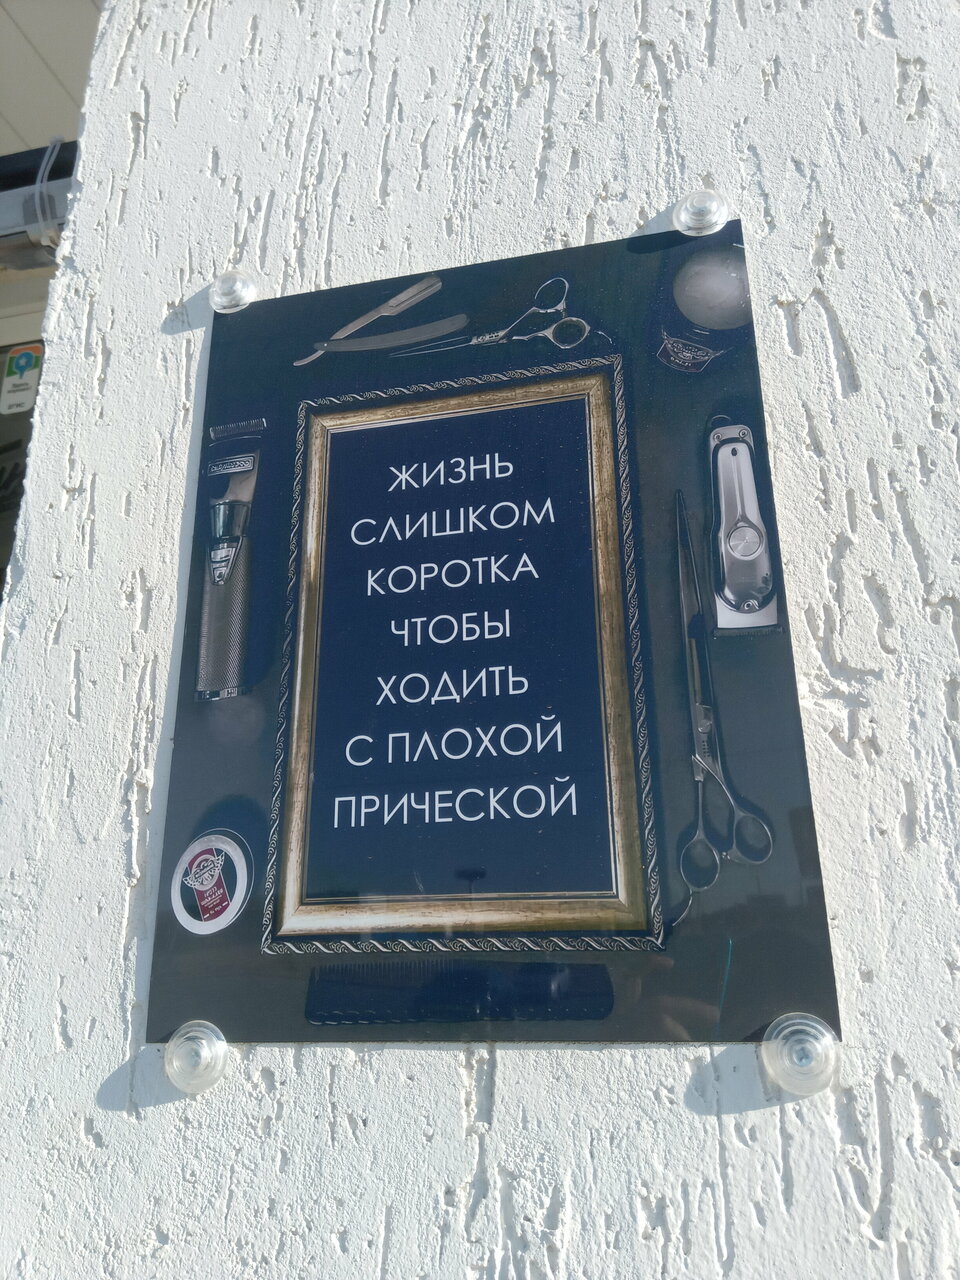 ЖИЗНЬ
СЛИШКОМ
КОРОТКА
ЧТОБЫ
ХОДИТЬ
С ПЛОХОЙ
ПРИЧЕСКОЙ